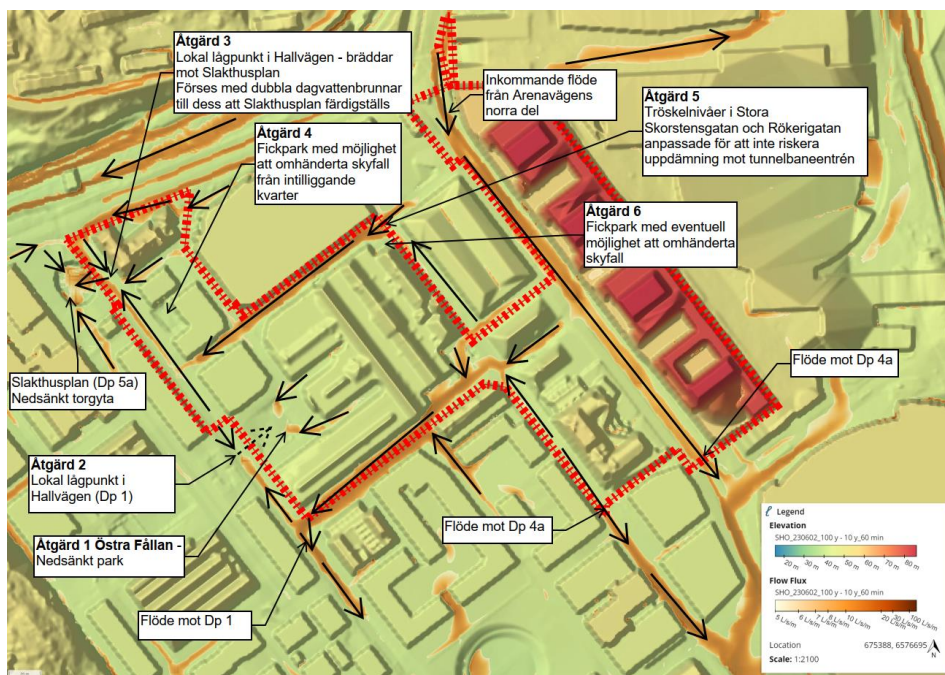 Åtgärd 3
Lokal lågpunkt i Hallvägen - bräddar
mot Slakthusplan
Förses med dubbla dagvattenbrunnar
till dess att Slakthusplan färdigställs
Inkommande flöde
från Arenavägens
norra del
Åtgärd 5
Tröskelnivåer i Stora
Skorstensgatan och Rökerigatan
anpassade för att inte riskera
uppdämning mot tunnelbaneentrén
Åtgärd 4
Fickpark med möjlighet
att omhänderta skyfall
från intilliggande
kvarter
Åtgärd 6
Fickpark med eventuell
möjlighet att omhänderta
skyfall
Slakthusplan (Dp 5a)
Nedsänkt torgyta
Flöde mot Dp 4a
Åtgärd 2
Lokal lågpunkt i
Hallvägen (Dp 1)
Flöde mot Dp 4a
Åtgärd 1 Östra Fållan -
Nedsänkt park
Flöde mot Dp 1
Legend
Elevation
SHO_230602_100 y - 10 y_60 min
20 m 30 m 40 m 50 m 60 m 70 m 80 m
Flow Flux
SHO_230602_100 y - 10 y_60 min
5 L/s/m 6 L/s/m 7 L/s/m 8 L/s/m 10 L/s/m 20 L/s/m 30 L/s/m 100 L/s/m
Location 675388, 6576695
Scale: 1:2100
N